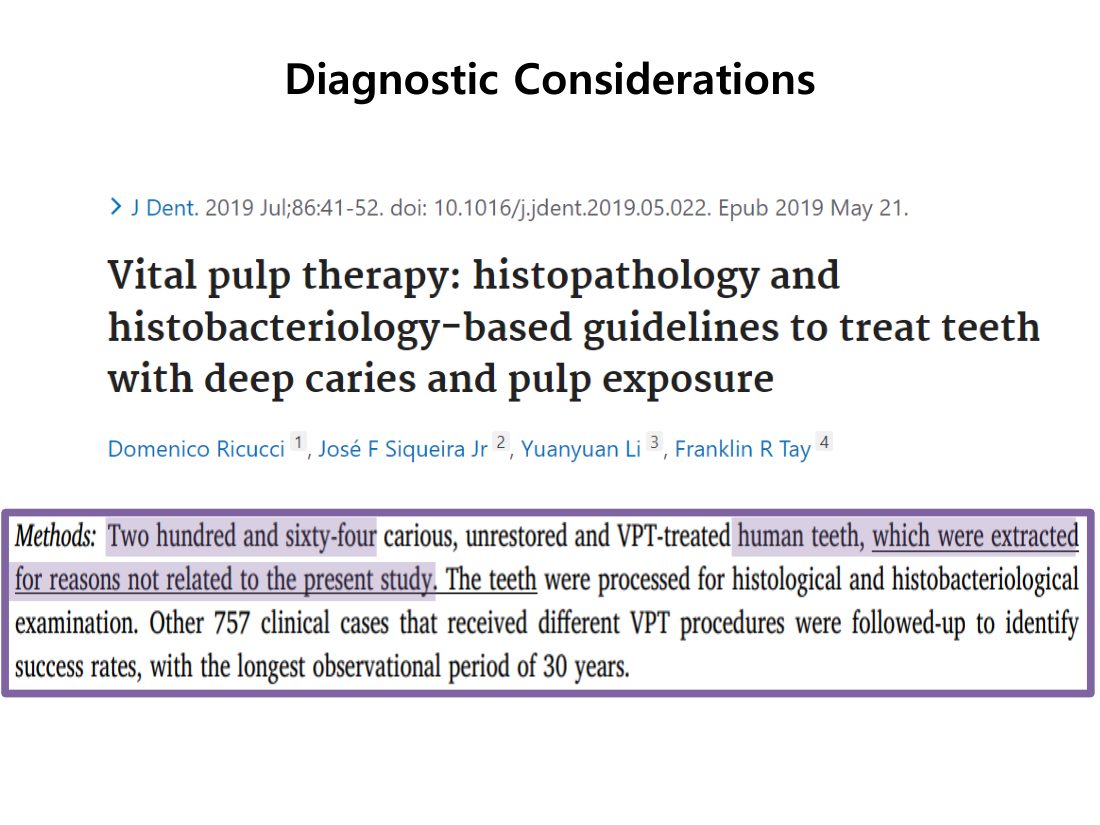 Diagnostic Considerations
> J Dent. 2019 Jul;86:41-52. doi: 10.1016/j.jdent.2019.05.022. Epub 2019 May 21.
Vital pulp therapy: histopathology and
histobacteriology-based guidelines to treat teeth
with deep caries and pulp exposure
Domenico Ricucci 1, José F Siqueira Jr 2, Yuanyuan Li 3, Franklin R Tay 4
Methods: Two hundred and sixty-four carious, unrestored and VPT-treated human teeth, which were extracted
for reasons not related to the present study. The teeth were processed for histological and histobacteriological
examination. Other 757 clinical cases that received different VPT procedures were followed-up to identify
success rates, with the longest observational period of 30 years.